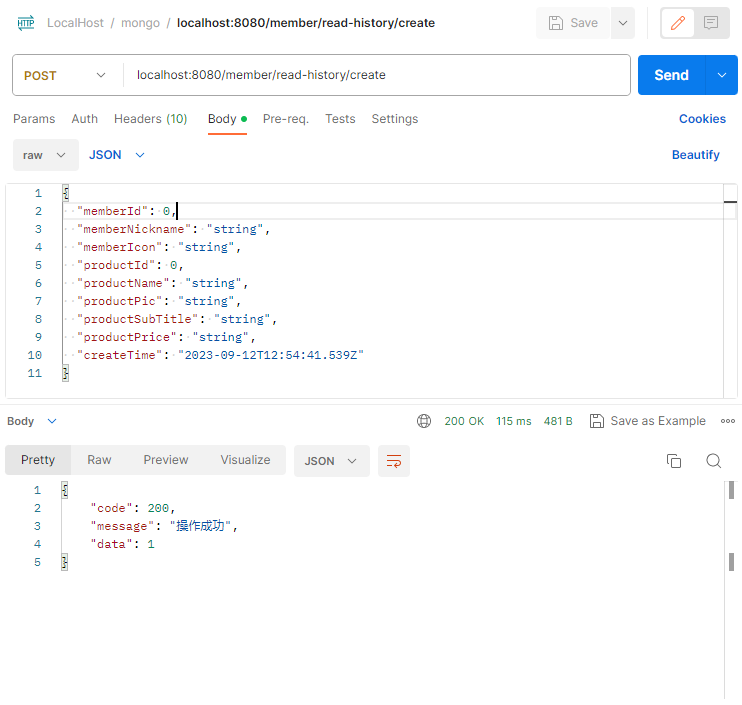 HTTP LocalHost / mongo / localhost:8080/member/read-history/create Save
POST localhost:8080/member/read-history/create Send
Params Auth Headers (10) Body Pre-req. Tests Settings Cookies
raw JSON Beautify
1 {
2 "memberId": 0,
3 "memberNickname": "string",
4 "memberIcon": "string",
5 "productId": 0,
6 "productName": "string",
7 "productPic": "string",
8 "productSubTitle": "string",
9 "productPrice": "string",
10 "createTime": "2023-09-12T12:54:41.539Z"
11 }
Body 200 OK 115 ms 481 B Save as Example
Pretty Raw Preview Visualize JSON
1 {
2 "code": 200,
3 "message": "操作成功",
4 "data": 1
5 }